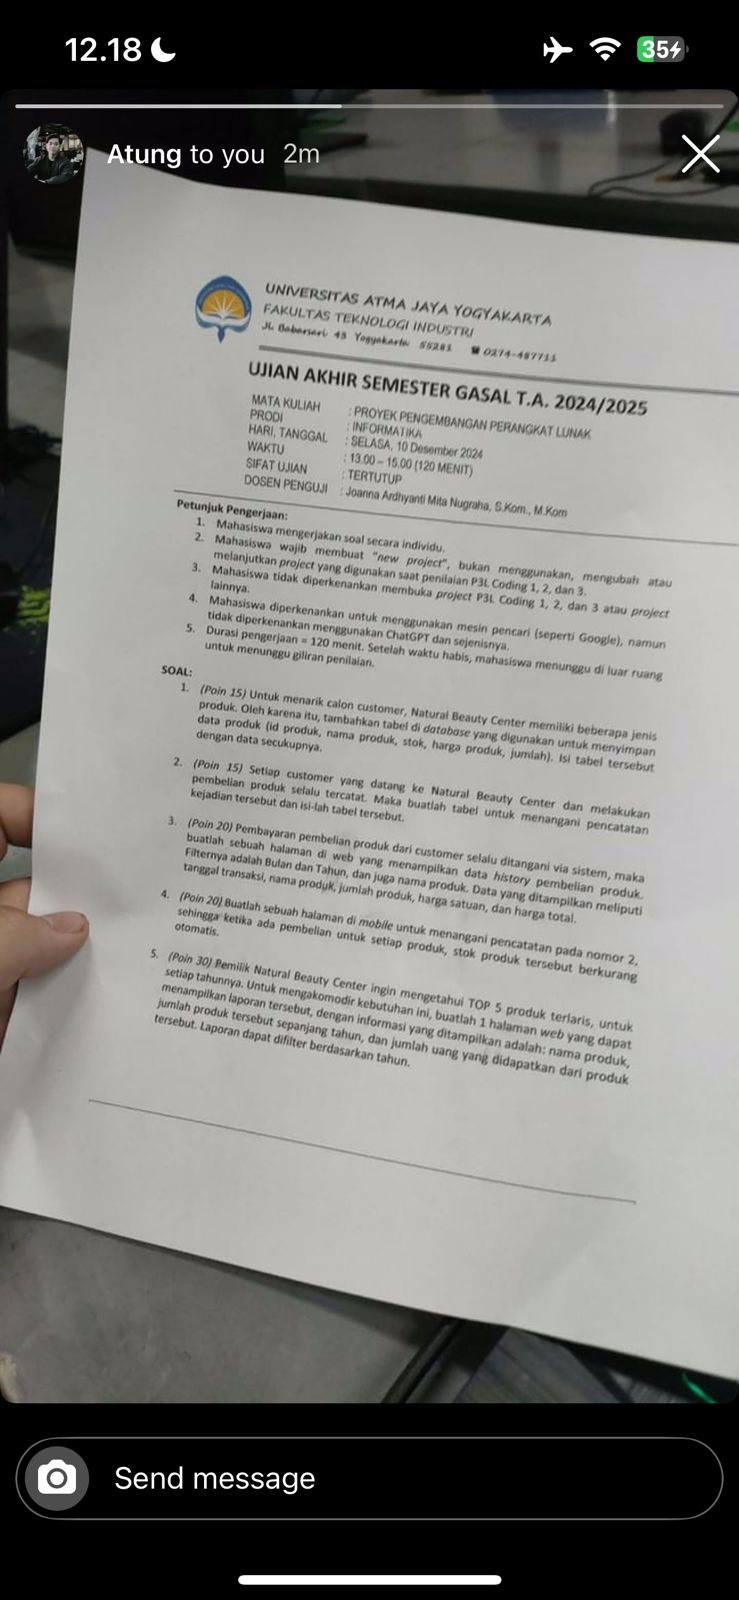 12.18
35
Atung to you 2m
UNIVERSITAS ATMA JAYA YOGYAKARTA
FAKULTAS TEKNOLOGI INDUSTRI
Jl. Babarsari 43 Yogyakarta 55281 ☎ 0274-487711
UJIAN AKHIR SEMESTER GASAL T.A. 2024/2025
MATA KULIAH : PROYEK PENGEMBANGAN PERANGKAT LUNAK
PRODI : INFORMATIKA
HARI, TANGGAL : SELASA, 10 Desember 2024
WAKTU : 13.00 – 15.00 (120 MENIT)
SIFAT UJIAN : TERTUTUP
DOSEN PENGUJI : Joanna Ardhyanti Mita Nugraha, S.Kom., M.Kom
Petunjuk Pengerjaan:
1. Mahasiswa mengerjakan soal secara individu.
2. Mahasiswa wajib membuat "new project", bukan menggunakan, mengubah atau
melanjutkan project yang digunakan saat penilaian P3L Coding 1, 2, dan 3.
3. Mahasiswa tidak diperkenankan membuka project P3L Coding 1, 2, dan 3 atau project
lainnya.
4. Mahasiswa diperkenankan untuk menggunakan mesin pencari (seperti Google), namun
tidak diperkenankan menggunakan ChatGPT dan sejenisnya.
5. Durasi pengerjaan = 120 menit. Setelah waktu habis, mahasiswa menunggu di luar ruang
untuk menunggu giliran penilaian.
SOAL:
1. (Poin 15) Untuk menarik calon customer, Natural Beauty Center memiliki beberapa jenis
produk. Oleh karena itu, tambahkan tabel di database yang digunakan untuk menyimpan
data produk (id produk, nama produk, stok, harga produk, jumlah). Isi tabel tersebut
dengan data secukupnya.
2. (Poin 15) Setiap customer yang datang ke Natural Beauty Center dan melakukan
pembelian produk selalu tercatat. Maka buatlah tabel untuk menangani pencatatan
kejadian tersebut dan isi-lah tabel tersebut.
3. (Poin 20) Pembayaran pembelian produk dari customer selalu ditangani via sistem, maka
buatlah sebuah halaman di web yang menampilkan data history pembelian produk.
Filternya adalah Bulan dan Tahun, dan juga nama produk. Data yang ditampilkan meliputi
tanggal transaksi, nama produk, jumlah produk, harga satuan, dan harga total.
4. (Poin 20) Buatlah sebuah halaman di mobile untuk menangani pencatatan pada nomor 2,
sehingga ketika ada pembelian untuk setiap produk, stok produk tersebut berkurang
otomatis.
5. (Poin 30) Pemilik Natural Beauty Center ingin mengetahui TOP 5 produk terlaris, untuk
setiap tahunnya. Untuk mengakomodir kebutuhan ini, buatlah 1 halaman web yang dapat
menampilkan laporan tersebut, dengan informasi yang ditampilkan adalah: nama produk,
jumlah produk tersebut sepanjang tahun, dan jumlah uang yang didapatkan dari produk
tersebut. Laporan dapat difilter berdasarkan tahun.
Send message